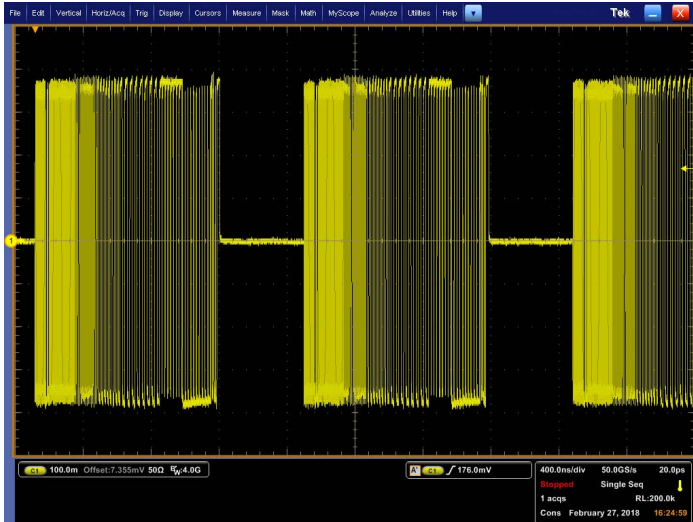 File Edit Vertical Horiz/Acq Trig Display Cursors Measure Mask Math MyScope Analyze Utilities Help Tek X
1
C1 100.0m Offset:7.355mV 50Ω BW:4.0G
A' C1 176.0mV
400.0ns/div 50.0GS/s 20.0ps
Stopped Single Seq
1 acqs RL:200.0k
Cons February 27, 2018 16:24:59